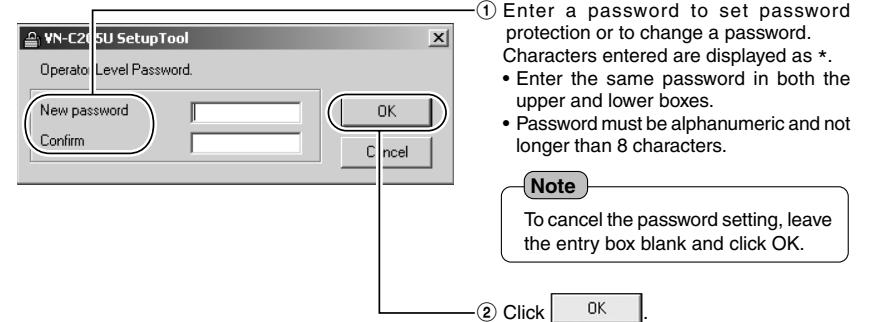 VN-C205U SetupTool
Operator Level Password.
New password
Confirm
OK
Cancel
① Enter a password to set password
protection or to change a password.
Characters entered are displayed as *.
• Enter the same password in both the
upper and lower boxes.
• Password must be alphanumeric and not
longer than 8 characters.
Note
To cancel the password setting, leave
the entry box blank and click OK.
② Click OK.